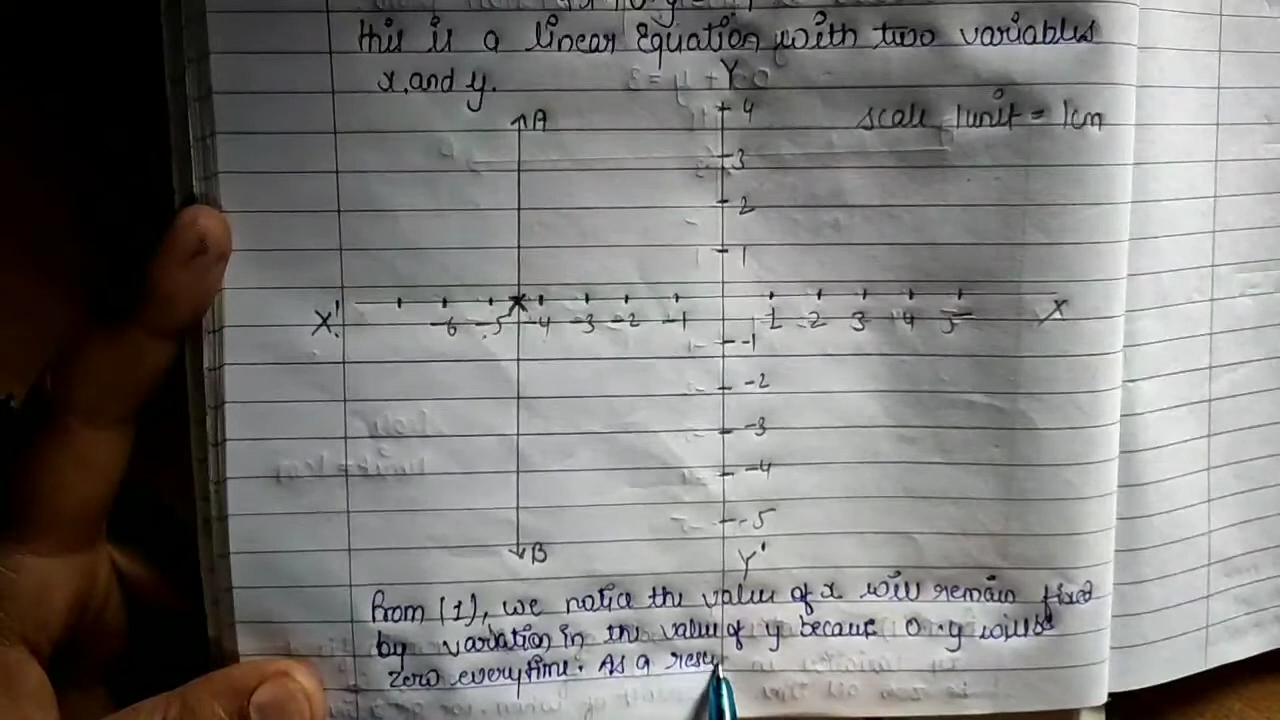 this is a linear Equation with two variables
x, and y.
Y
A
4
scale 1unit = 1cm
3
2
1
X' -6 -5 -4 -3 -2 -1 1 2 3 4 5 X
-1
-2
-3
-4
-5
B
Y'
From (1), we notice the value of x will remain fixed
by variation in the value of y because 0.y will be
zero everytime. As a resu